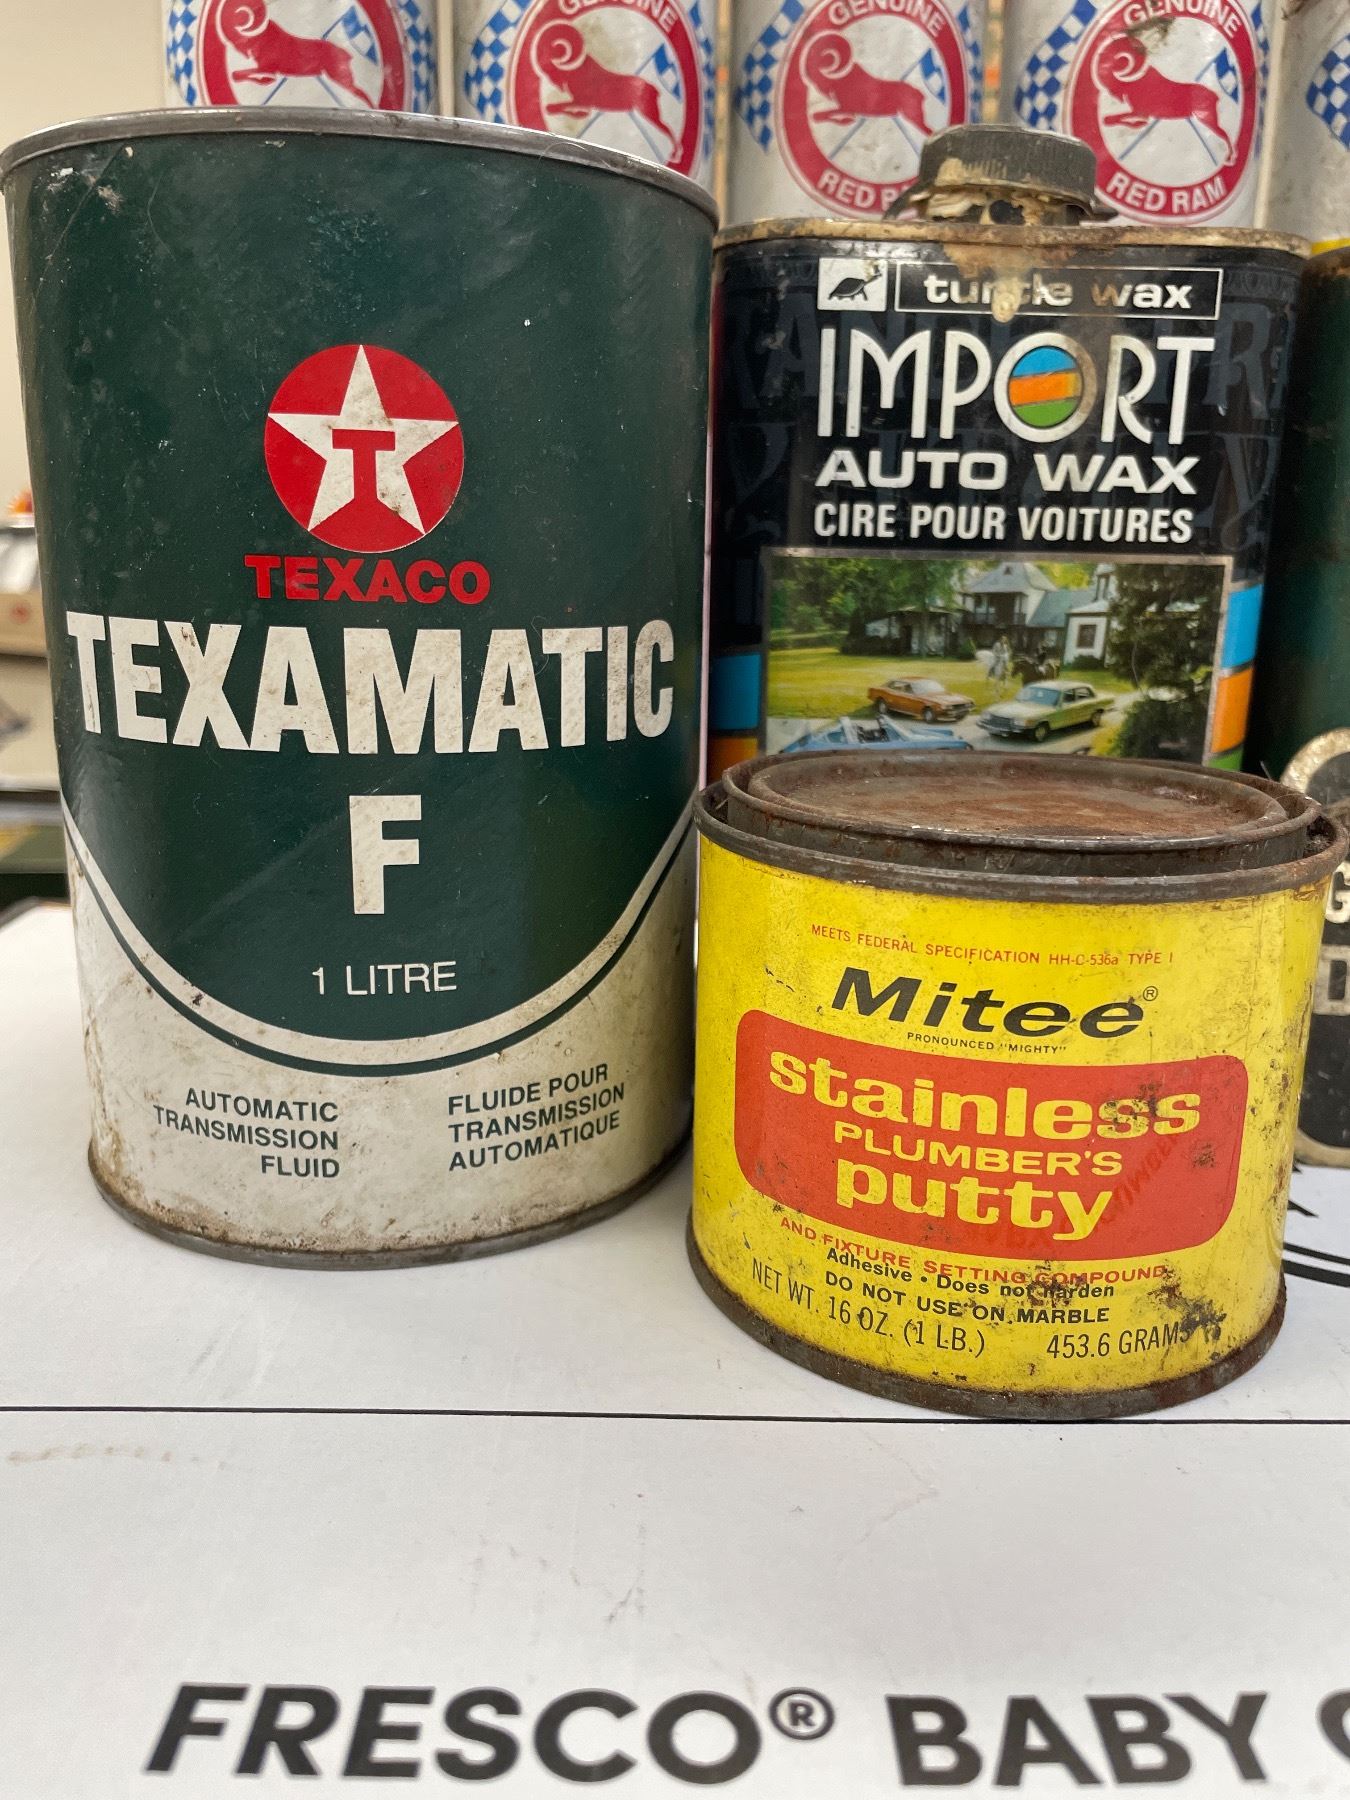 GENUINE
GENUINE
GENUINE
RED
RED RAM
T
TEXACO
TEXAMATIC
F
1 LITRE
AUTOMATIC
TRANSMISSION
FLUID
FLUIDE POUR
TRANSMISSION
AUTOMATIQUE
turtle wax
IMPORT
AUTO WAX
CIRE POUR VOITURES
MEETS FEDERAL SPECIFICATION HH-C-536a TYPE I
Mitee®
PRONOUNCED "MIGHTY"
stainless
PLUMBER'S
putty
AND FIXTURE SETTING COMPOUND
Adhesive • Does not harden
DO NOT USE ON MARBLE
NET WT. 16 OZ. (1 LB.) 453.6 GRAMS
FRESCO® BABY